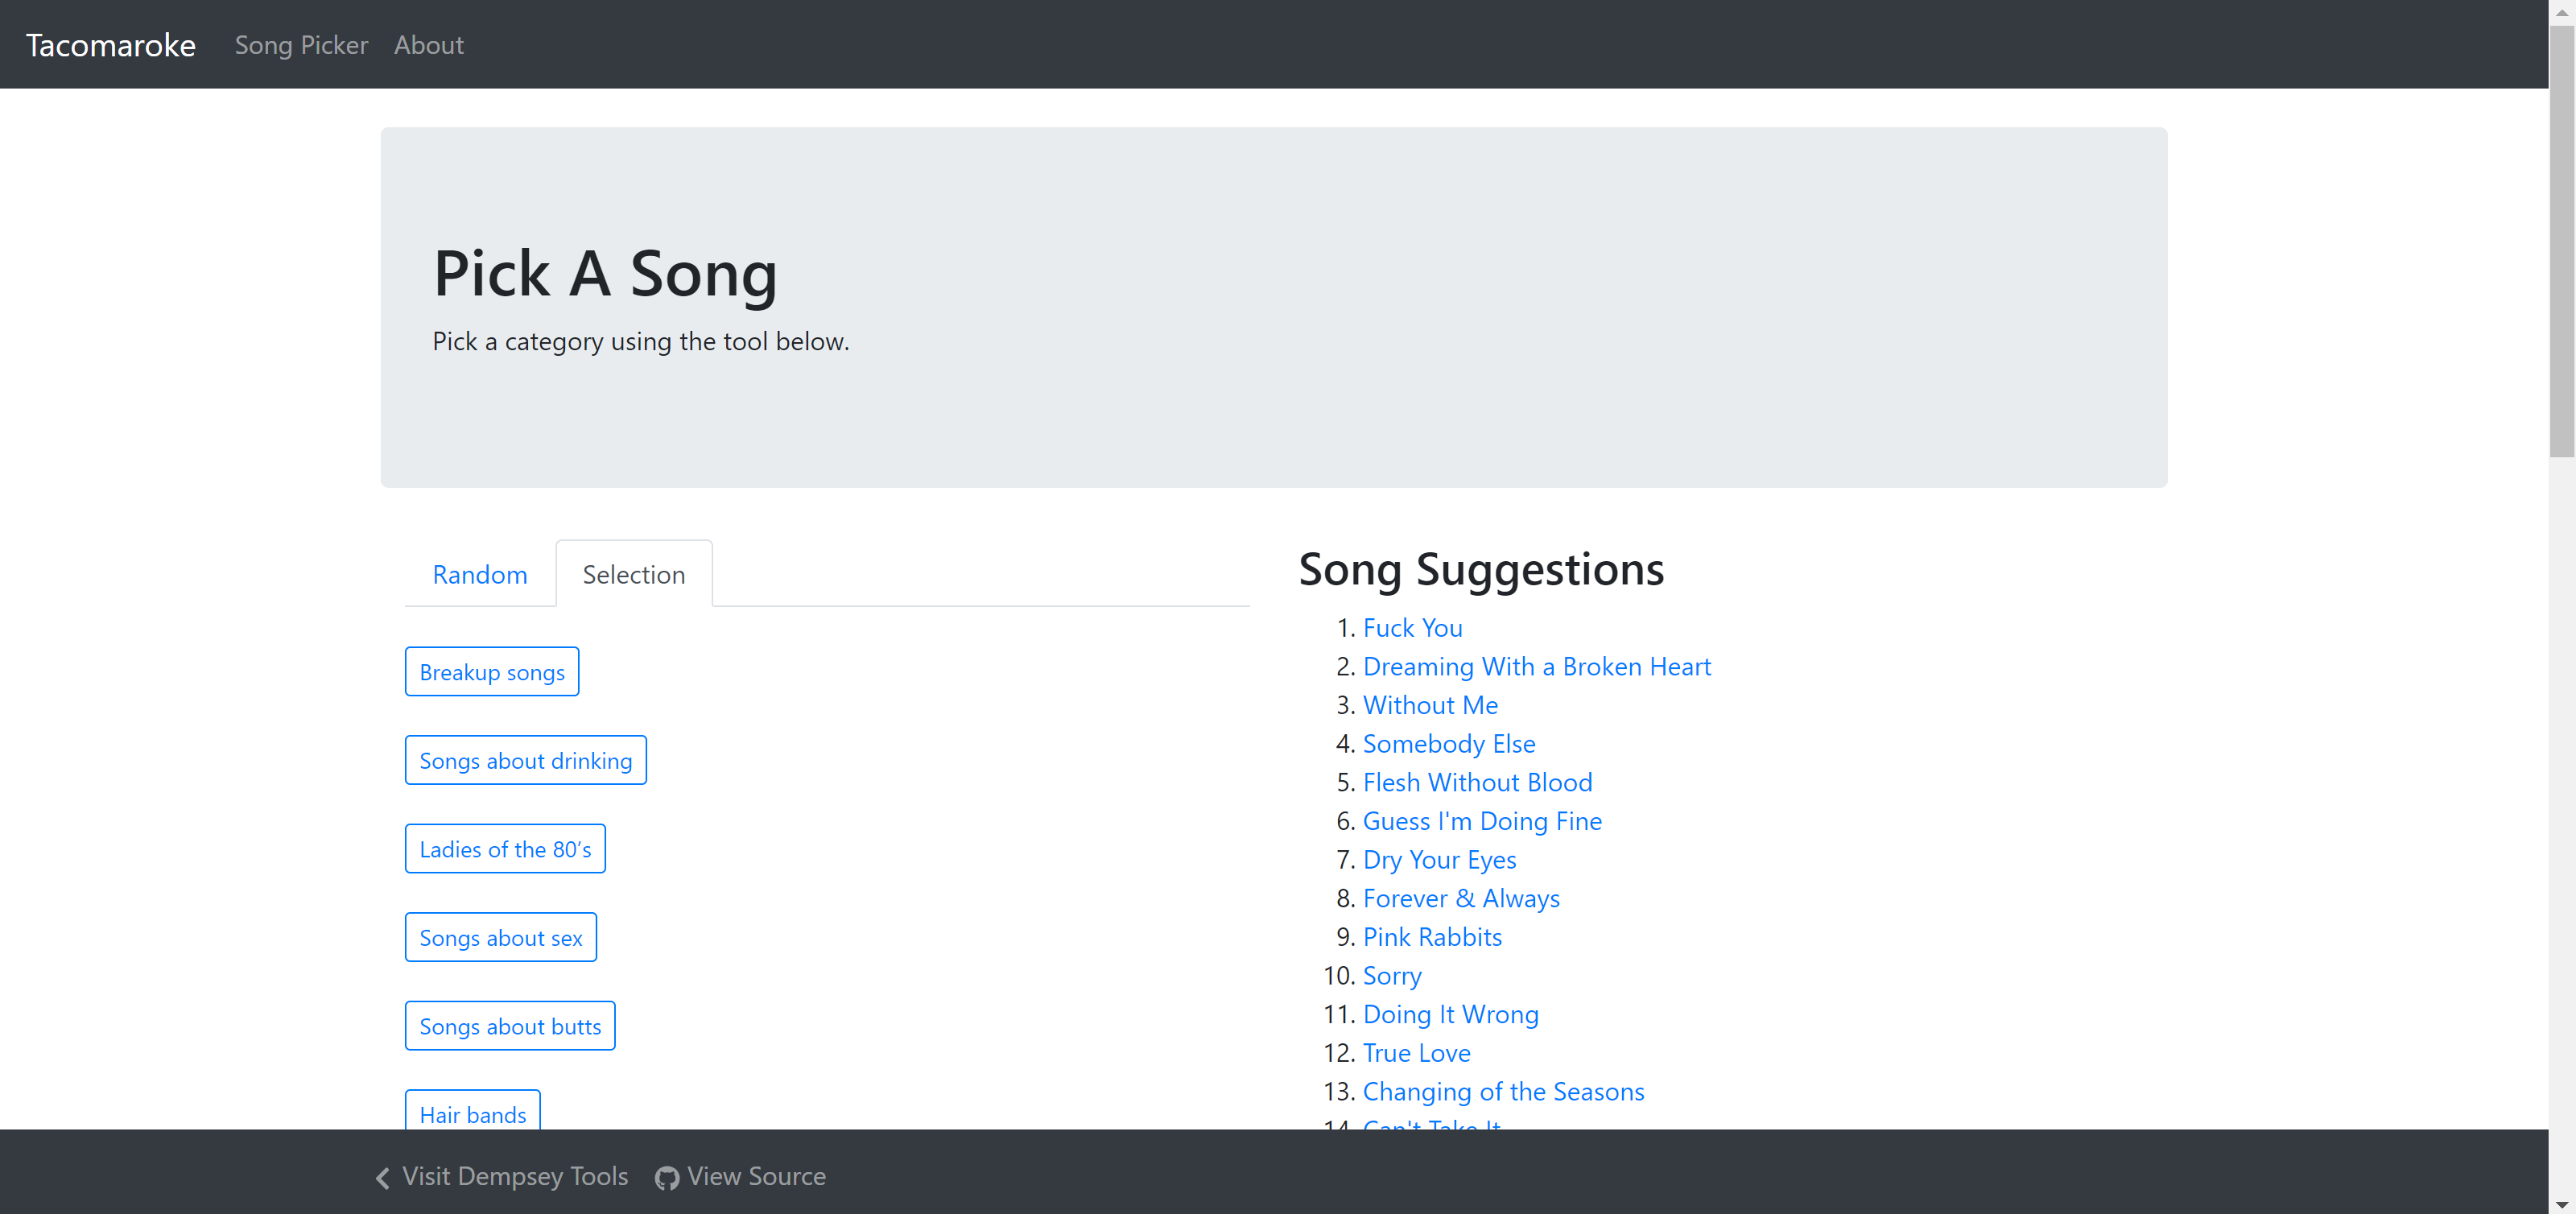 Tacomaroke Song Picker About
Pick A Song
Pick a category using the tool below.
Random Selection
Breakup songs
Songs about drinking
Ladies of the 80’s
Songs about sex
Songs about butts
Hair bands
Song Suggestions
1. Fuck You
2. Dreaming With a Broken Heart
3. Without Me
4. Somebody Else
5. Flesh Without Blood
6. Guess I'm Doing Fine
7. Dry Your Eyes
8. Forever & Always
9. Pink Rabbits
10. Sorry
11. Doing It Wrong
12. True Love
13. Changing of the Seasons
14. Can't Take It
Visit Dempsey Tools View Source